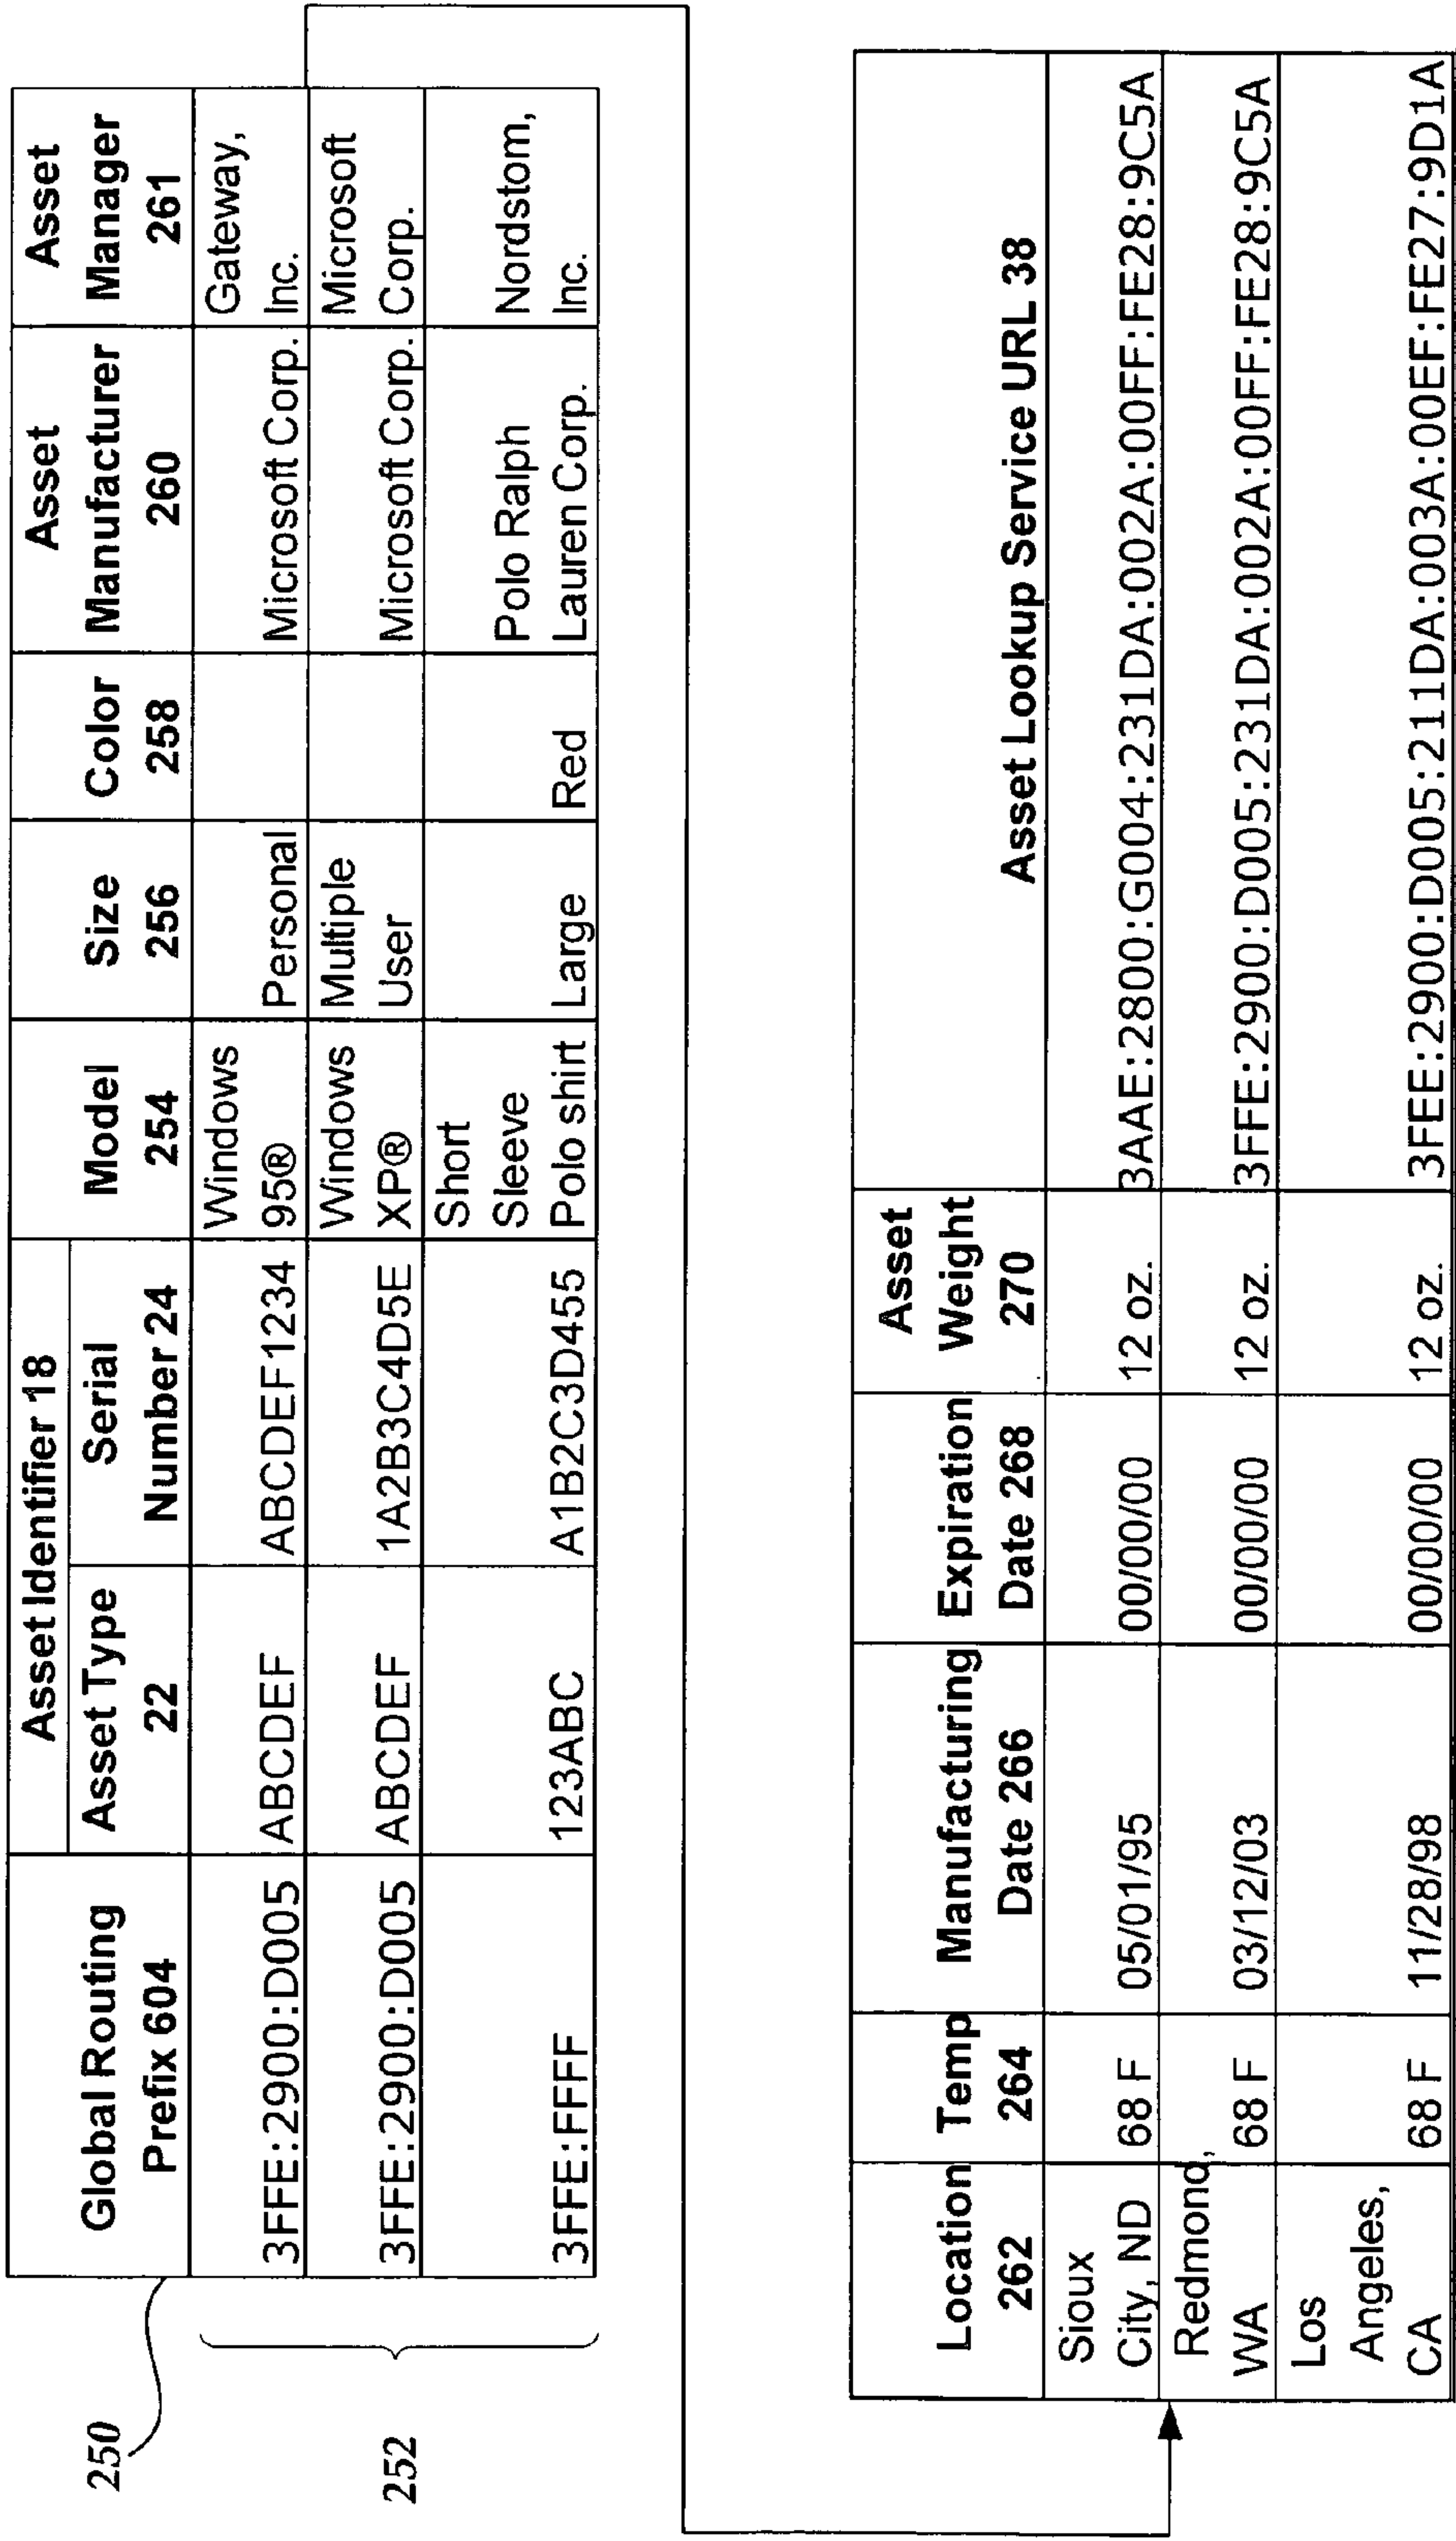 250
252
Asset Identifier 18
Global Routing Prefix 604 Asset Type 22 Serial Number 24 Model 254 Size 256 Color 258 Asset Manufacturer 260 Asset Manager 261
3FFE:2900:D005 ABCDEF ABCDEF1234 Windows 95® Personal Microsoft Corp. Gateway, Inc.
3FFE:2900:D005 ABCDEF 1A2B3C4D5E Windows XP® Multiple User Microsoft Corp. Microsoft Corp.
3FFE:FFFF 123ABC A1B2C3D455 Short Sleeve Polo shirt Large Red Polo Ralph Lauren Corp. Nordstom, Inc.
Location 262 Temp 264 Manufacturing Date 266 Expiration Date 268 Asset Weight 270 Asset Lookup Service URL 38
Sioux City, ND 68 F 05/01/95 00/00/00 12 oz. 3AAE:2800:G004:231DA:002A:00FF:FE28:9C5A
Redmond, WA 68 F 03/12/03 00/00/00 12 oz. 3FFE:2900:D005:231DA:002A:00FF:FE28:9C5A
Los Angeles, CA 68 F 11/28/98 00/00/00 12 oz. 3FEE:2900:D005:211DA:003A:00EF:FE27:9D1A